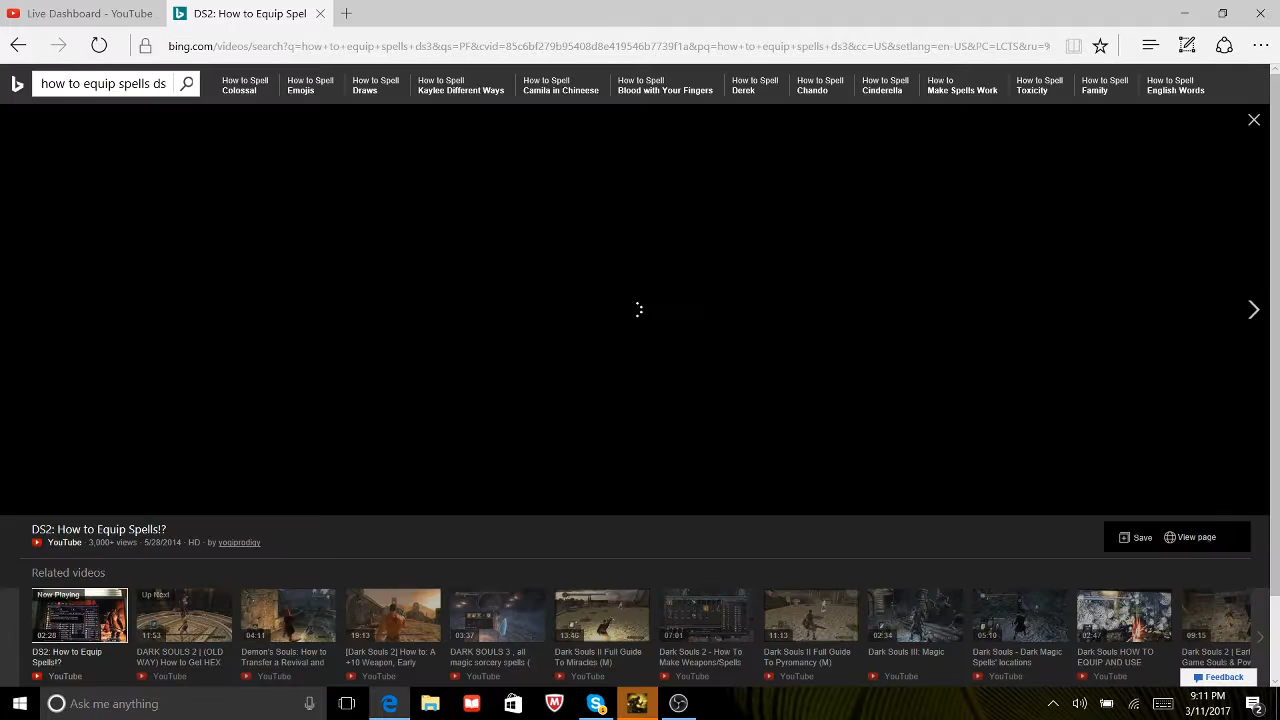 Live Dashboard - YouTube
DS2: How to Equip Spel
bing.com/videos/search?q=how+to+equip+spells+ds3&qs=PF&cvid=85c6bf279b95408d8e419546b7739f1a&pq=how+to+equip+spells+ds3&cc=US&setlang=en-US&PC=LCTS&ru=%9
how to equip spells ds
How to Spell
Colossal
How to Spell
Emojis
How to Spell
Draws
How to Spell
Kaylee Different Ways
How to Spell
Camila in Chineese
How to Spell
Blood with Your Fingers
How to Spell
Derek
How to Spell
Chando
How to Spell
Cinderella
How to
Make Spells Work
How to Spell
Toxicity
How to Spell
Family
How to Spell
English Words
DS2: How to Equip Spells!?
YouTube · 3,000+ views · 5/28/2014 · HD · by yogiprodigy
Save
View page
Related videos
Now Playing
02:28
DS2: How to Equip
Spells!?
YouTube
Up Next
11:53
DARK SOULS 2 | (OLD
WAY) How to Get HEX
YouTube
04:11
Demon's Souls: How to
Transfer a Revival and
YouTube
19:13
[Dark Souls 2] How to: A
+10 Weapon, Early
YouTube
03:37
DARK SOULS 3 , all
magic sorcery spells (
YouTube
13:46
Dark Souls II Full Guide
To Miracles (M)
YouTube
07:01
Dark Souls 2 - How To
Make Weapons/Spells
YouTube
11:13
Dark Souls II Full Guide
To Pyromancy (M)
YouTube
02:34
Dark Souls III: Magic
YouTube
05:10
Dark Souls - Dark Magic
Spells' locations
YouTube
02:47
Dark Souls HOW TO
EQUIP AND USE
YouTube
09:15
Dark Souls 2 | Earl
Game Souls & Pow
Feedback
Ask me anything
9:11 PM
3/11/2017
2